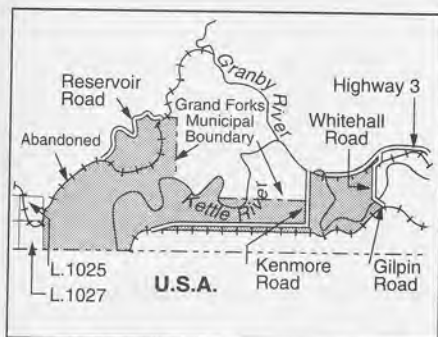 Granby River
Highway 3
Reservoir
Road
Grand Forks
Municipal
Boundary
Whitehall
Road
Abandoned
Kettle River
L.1025
L.1027
U.S.A.
Kenmore
Road
Gilpin
Road